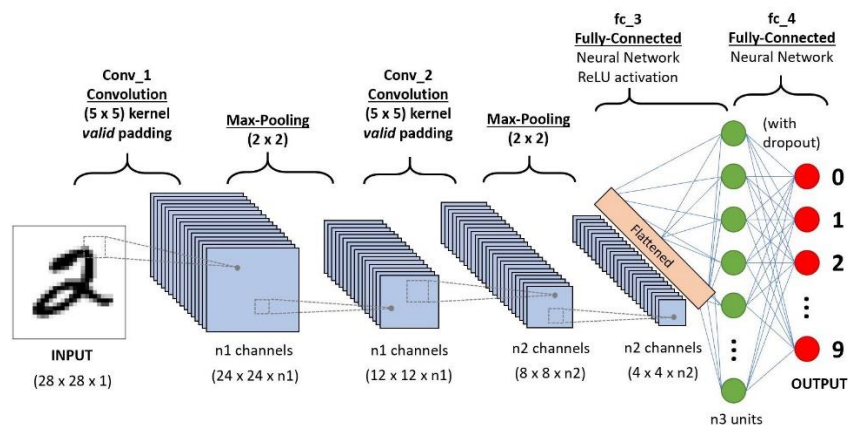 fc_3
Fully-Connected
Neural Network
ReLU activation
fc_4
Fully-Connected
Neural Network
Conv_1
Convolution
(5 x 5) kernel
valid padding
Max-Pooling
(2 x 2)
Conv_2
Convolution
(5 x 5) kernel
valid padding
Max-Pooling
(2 x 2)
(with
dropout)
Flattened
0
1
2
9
OUTPUT
INPUT
(28 x 28 x 1)
n1 channels
(24 x 24 x n1)
n1 channels
(12 x 12 x n1)
n2 channels
(8 x 8 x n2)
n2 channels
(4 x 4 x n2)
n3 units
2